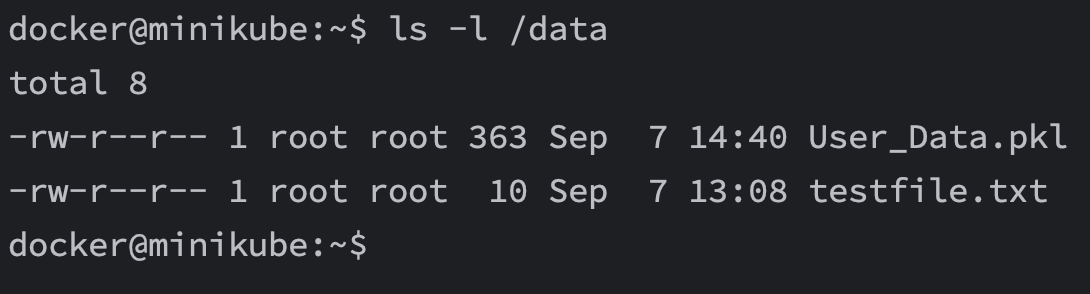 docker@minikube:~$ ls -l /data
total 8
-rw-r--r-- 1 root root 363 Sep  7 14:40 User_Data.pkl
-rw-r--r-- 1 root root  10 Sep  7 13:08 testfile.txt
docker@minikube:~$